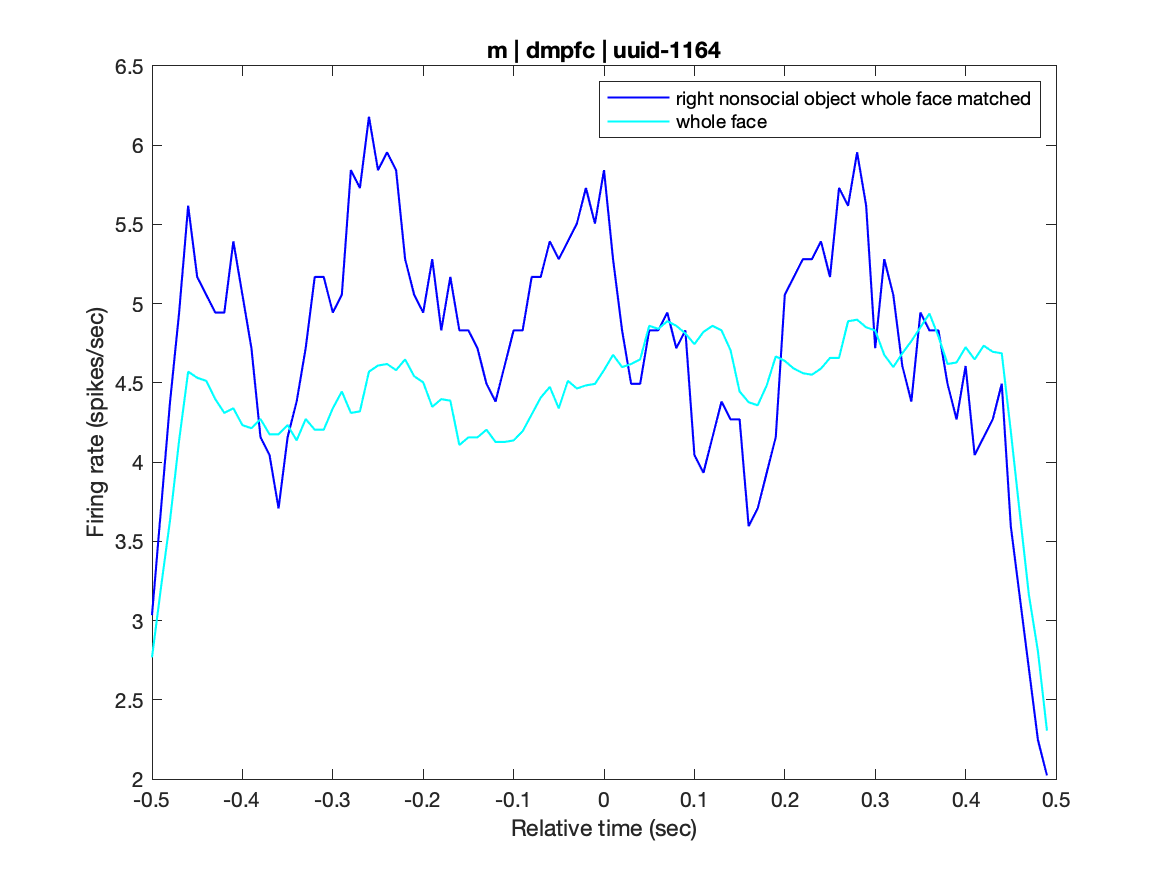 m | dmpfc | uuid-1164
right nonsocial object whole face matched
whole face
Firing rate (spikes/sec)
6.5
6
5.5
5
4.5
4
3.5
3
2.5
2
-0.5 -0.4 -0.3 -0.2 -0.1 0 0.1 0.2 0.3 0.4 0.5
Relative time (sec)